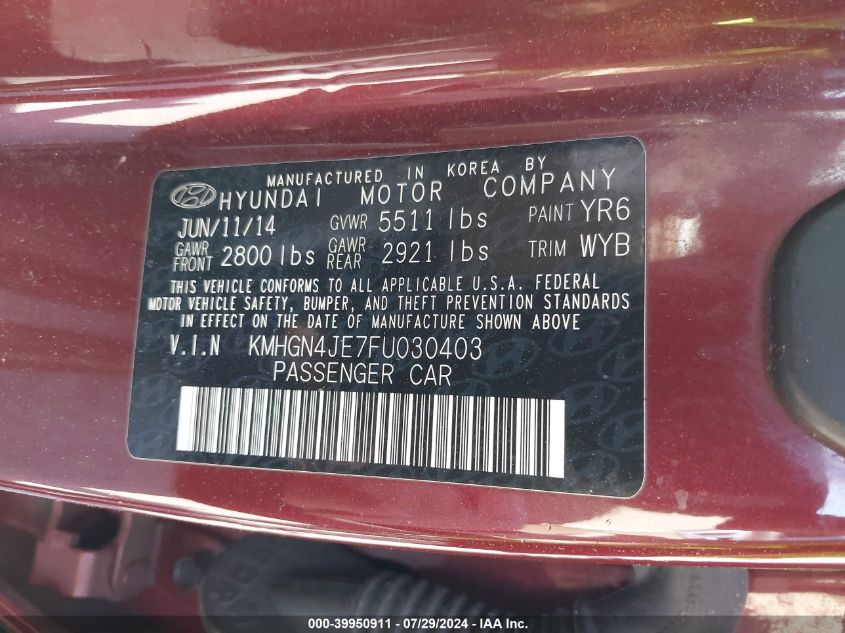 MANUFACTURED IN KOREA BY
HYUNDAI MOTOR COMPANY
JUN/11/14 GVWR 5511 lbs PAINT YR6
GAWR FRONT 2800 lbs GAWR REAR 2921 lbs TRIM WYB
THIS VEHICLE CONFORMS TO ALL APPLICABLE U.S.A. FEDERAL
MOTOR VEHICLE SAFETY, BUMPER, AND THEFT PREVENTION STANDARDS
IN EFFECT ON THE DATE OF MANUFACTURE SHOWN ABOVE
V.I.N KMHGN4JE7FU030403
PASSENGER CAR
000-39950911 - 07/29/2024 - IAA Inc.